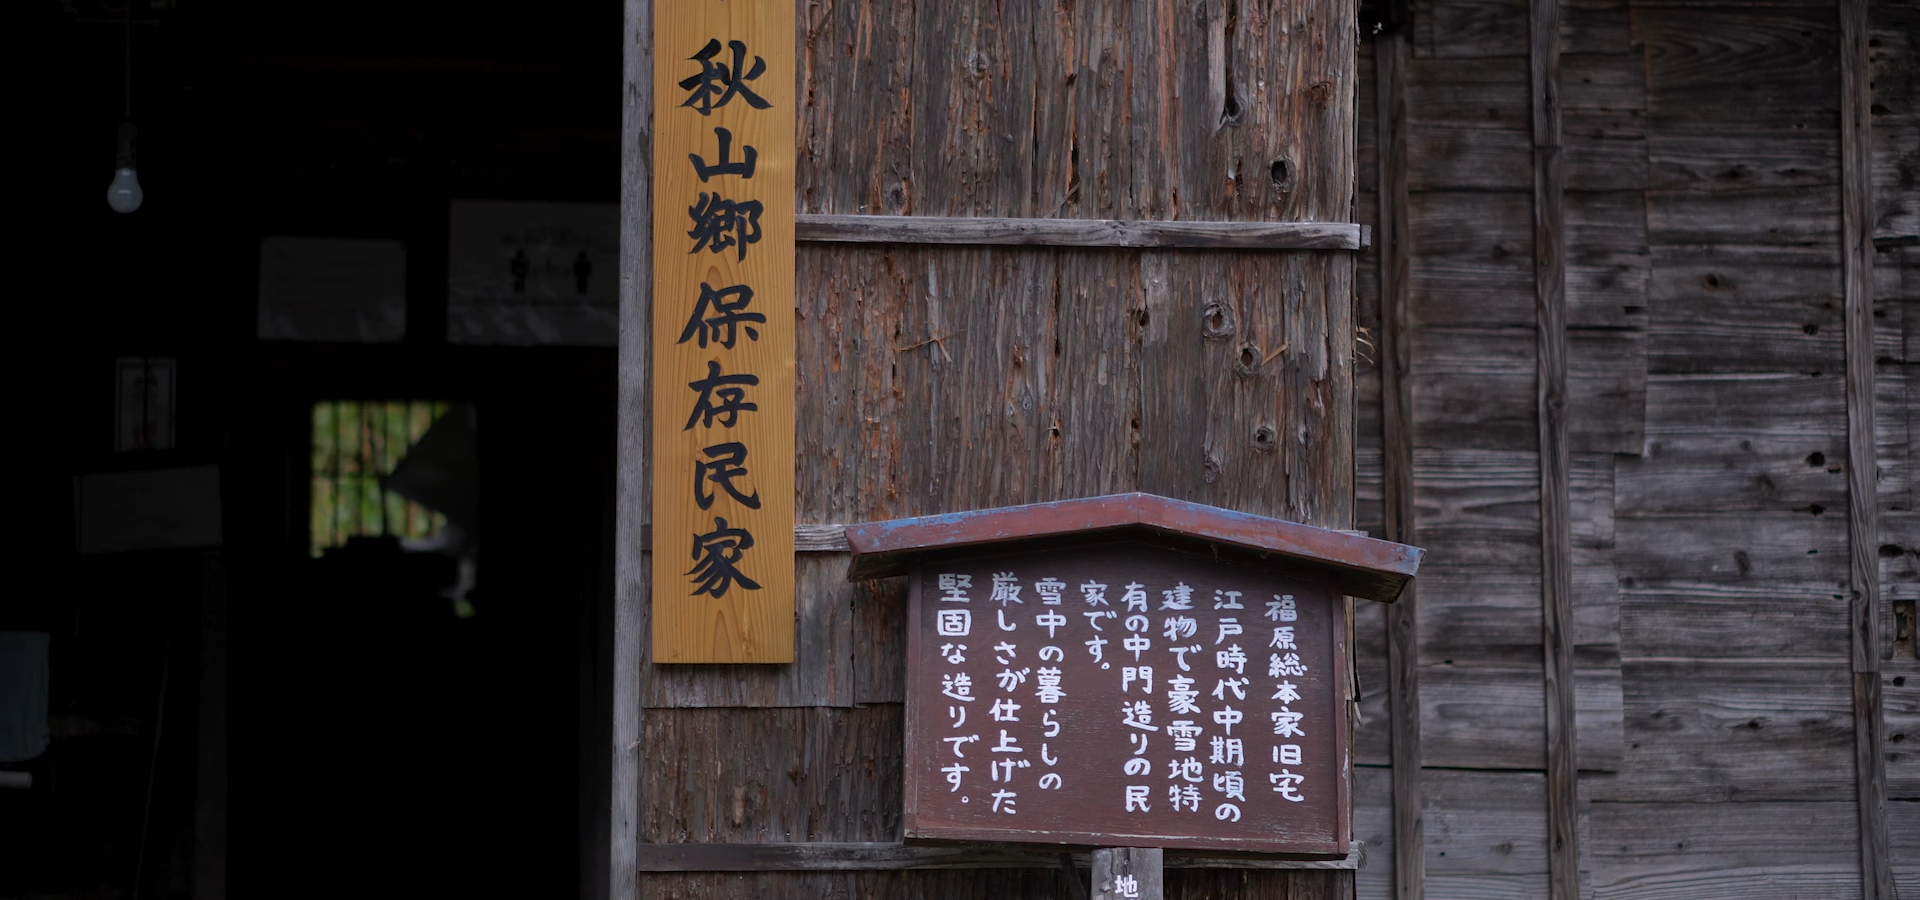 秋山郷保存民家
福原総本家旧宅
江戸時代中期頃の
建物で豪雪地特
有の中門造りの民
家です。
雪中の暮らしの
厳しさが仕上げた
堅固な造りです。
地